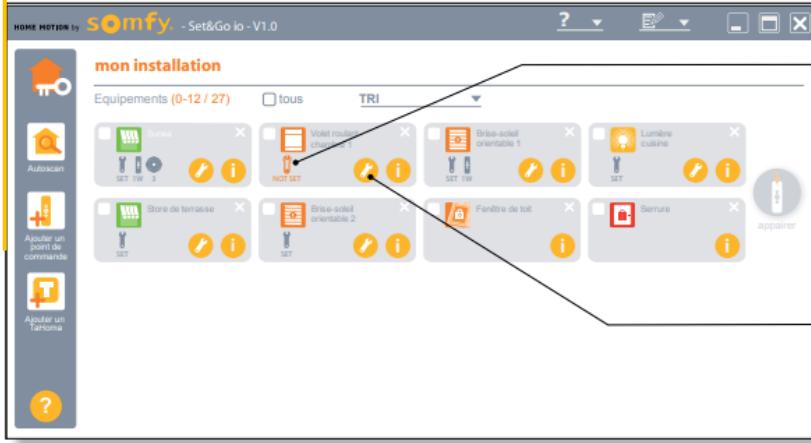 HOME MOTION by somfy. - Set&Go io - V1.0 ?
mon installation
Equipements (0-12 / 27) tous TRI
Autoscan
Ajouter un
point de
commande
Ajouter un
TaHoma
?
SET 1W 3 i
Volet roulant
chambre 1
NOT SET i
Brise-soleil
orientable 1
SET 1W i
Lumière
cuisine
SET i
Store de terrasse
SET i
Brise-soleil
orientable 2
SET i
Fenêtre de toit
i
Serrure
i
appairer